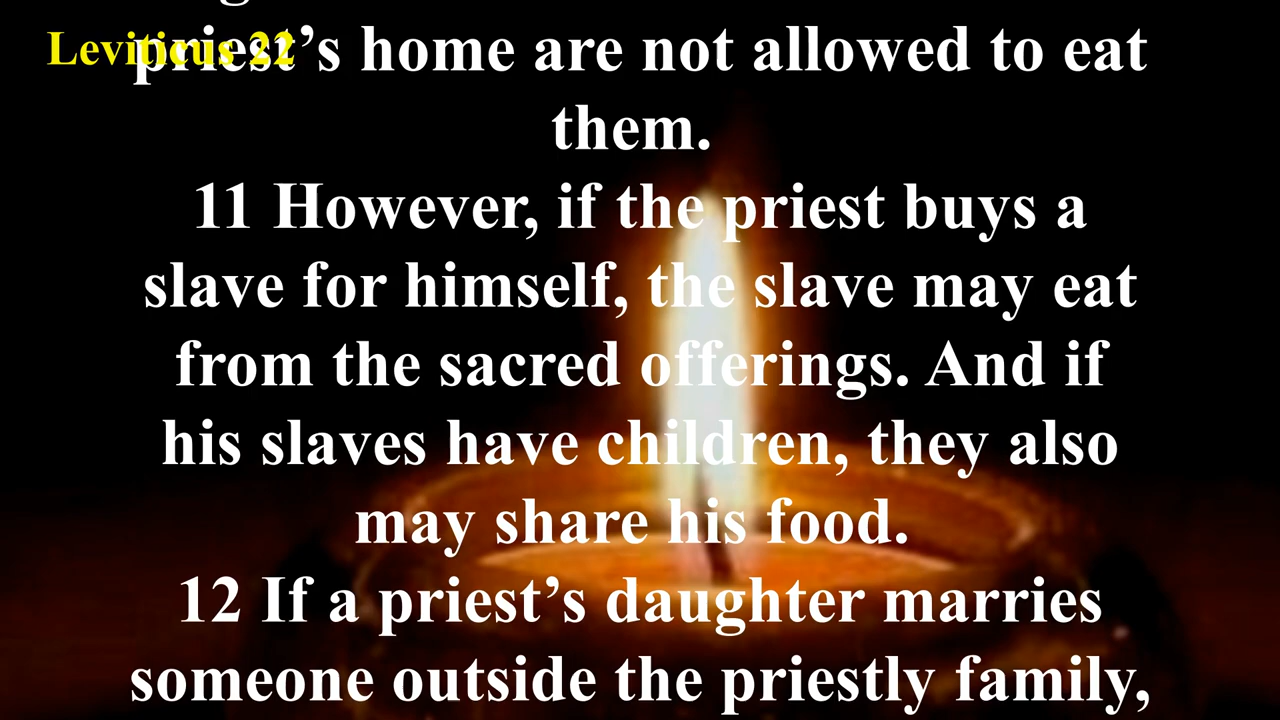 Leviticus 22
priest’s home are not allowed to eat
them.
11 However, if the priest buys a
slave for himself, the slave may eat
from the sacred offerings. And if
his slaves have children, they also
may share his food.
12 If a priest’s daughter marries
someone outside the priestly family,